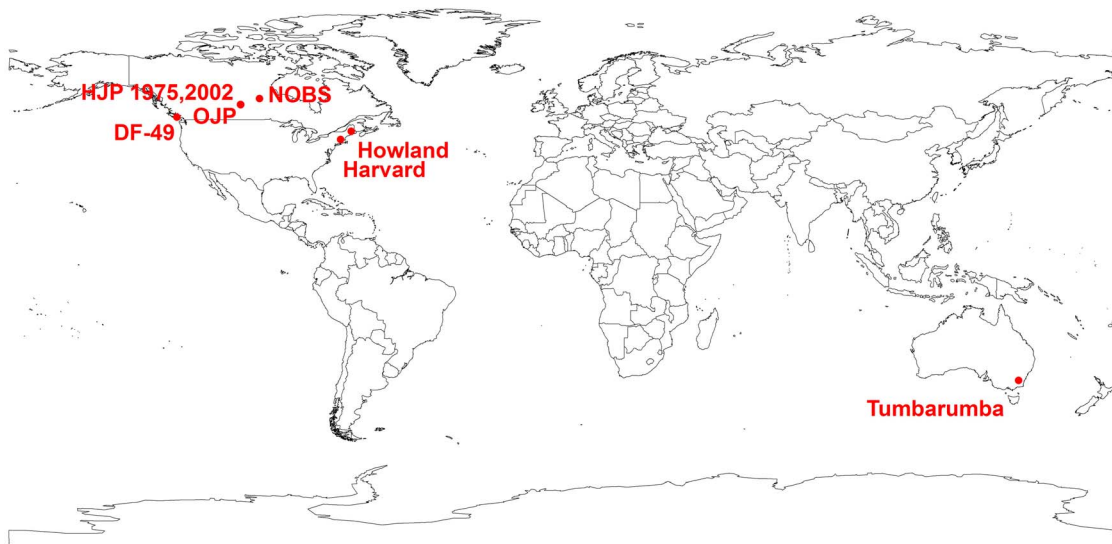 HJP 1975,2002
NOBS
OJP
DF-49
Howland
Harvard
Tumbarumba